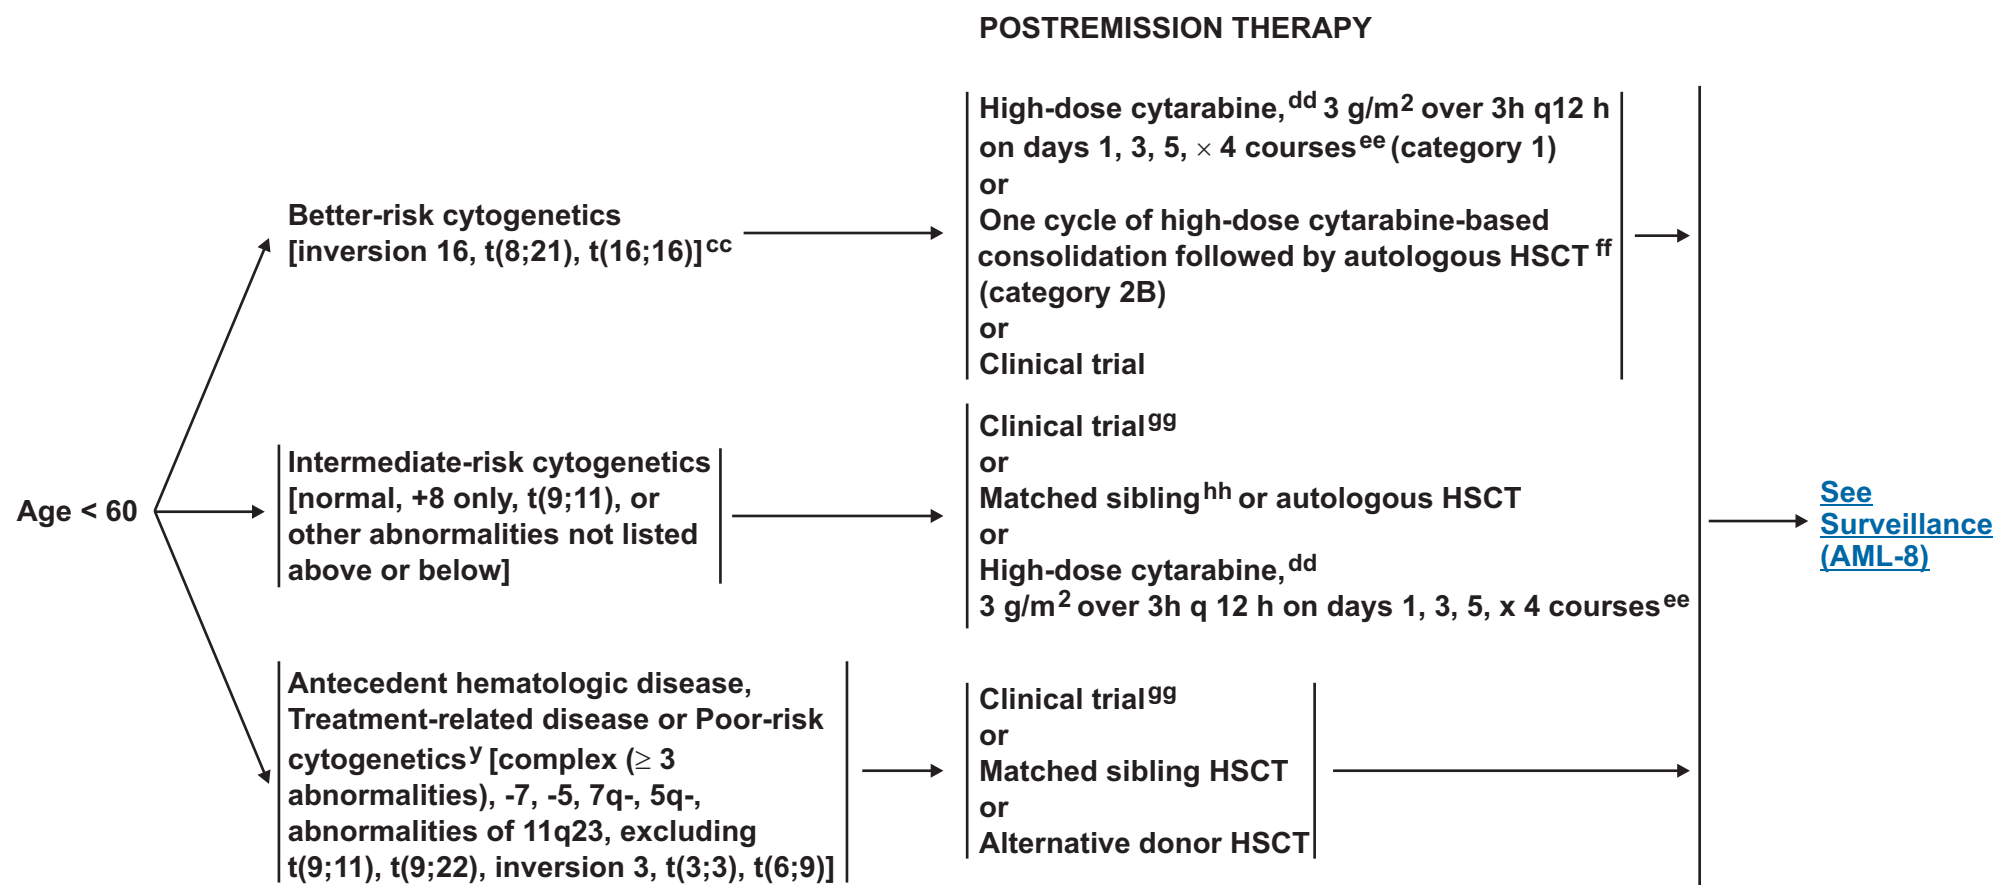 POSTREMISSION THERAPY
Age < 60
Better-risk cytogenetics
[inversion 16, t(8;21), t(16;16)]cc
High-dose cytarabine,dd 3 g/m2 over 3h q12 h
on days 1, 3, 5, × 4 coursesee (category 1)
or
One cycle of high-dose cytarabine-based
consolidation followed by autologous HSCTff
(category 2B)
or
Clinical trial
Intermediate-risk cytogenetics
[normal, +8 only, t(9;11), or
other abnormalities not listed
above or below]
Clinical trialgg
or
Matched siblinghh or autologous HSCT
or
High-dose cytarabine,dd
3 g/m2 over 3h q 12 h on days 1, 3, 5, x 4 coursesee
Antecedent hematologic disease,
Treatment-related disease or Poor-risk
cytogeneticsy [complex (≥ 3
abnormalities), -7, -5, 7q-, 5q-,
abnormalities of 11q23, excluding
t(9;11), t(9;22), inversion 3, t(3;3), t(6;9)]
Clinical trialgg
or
Matched sibling HSCT
or
Alternative donor HSCT
See
Surveillance
(AML-8)